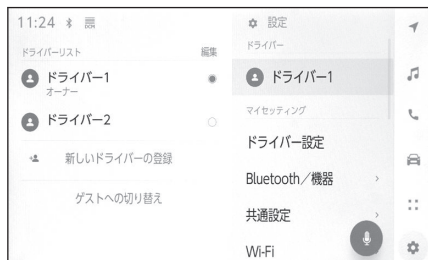 11:24
ドライバーリスト 編集
ドライバー1
オーナー
ドライバー2
新しいドライバーの登録
ゲストへの切り替え
設定
ドライバー
ドライバー1
マイセッティング
ドライバー設定
Bluetooth／機器
共通設定
Wi-Fi